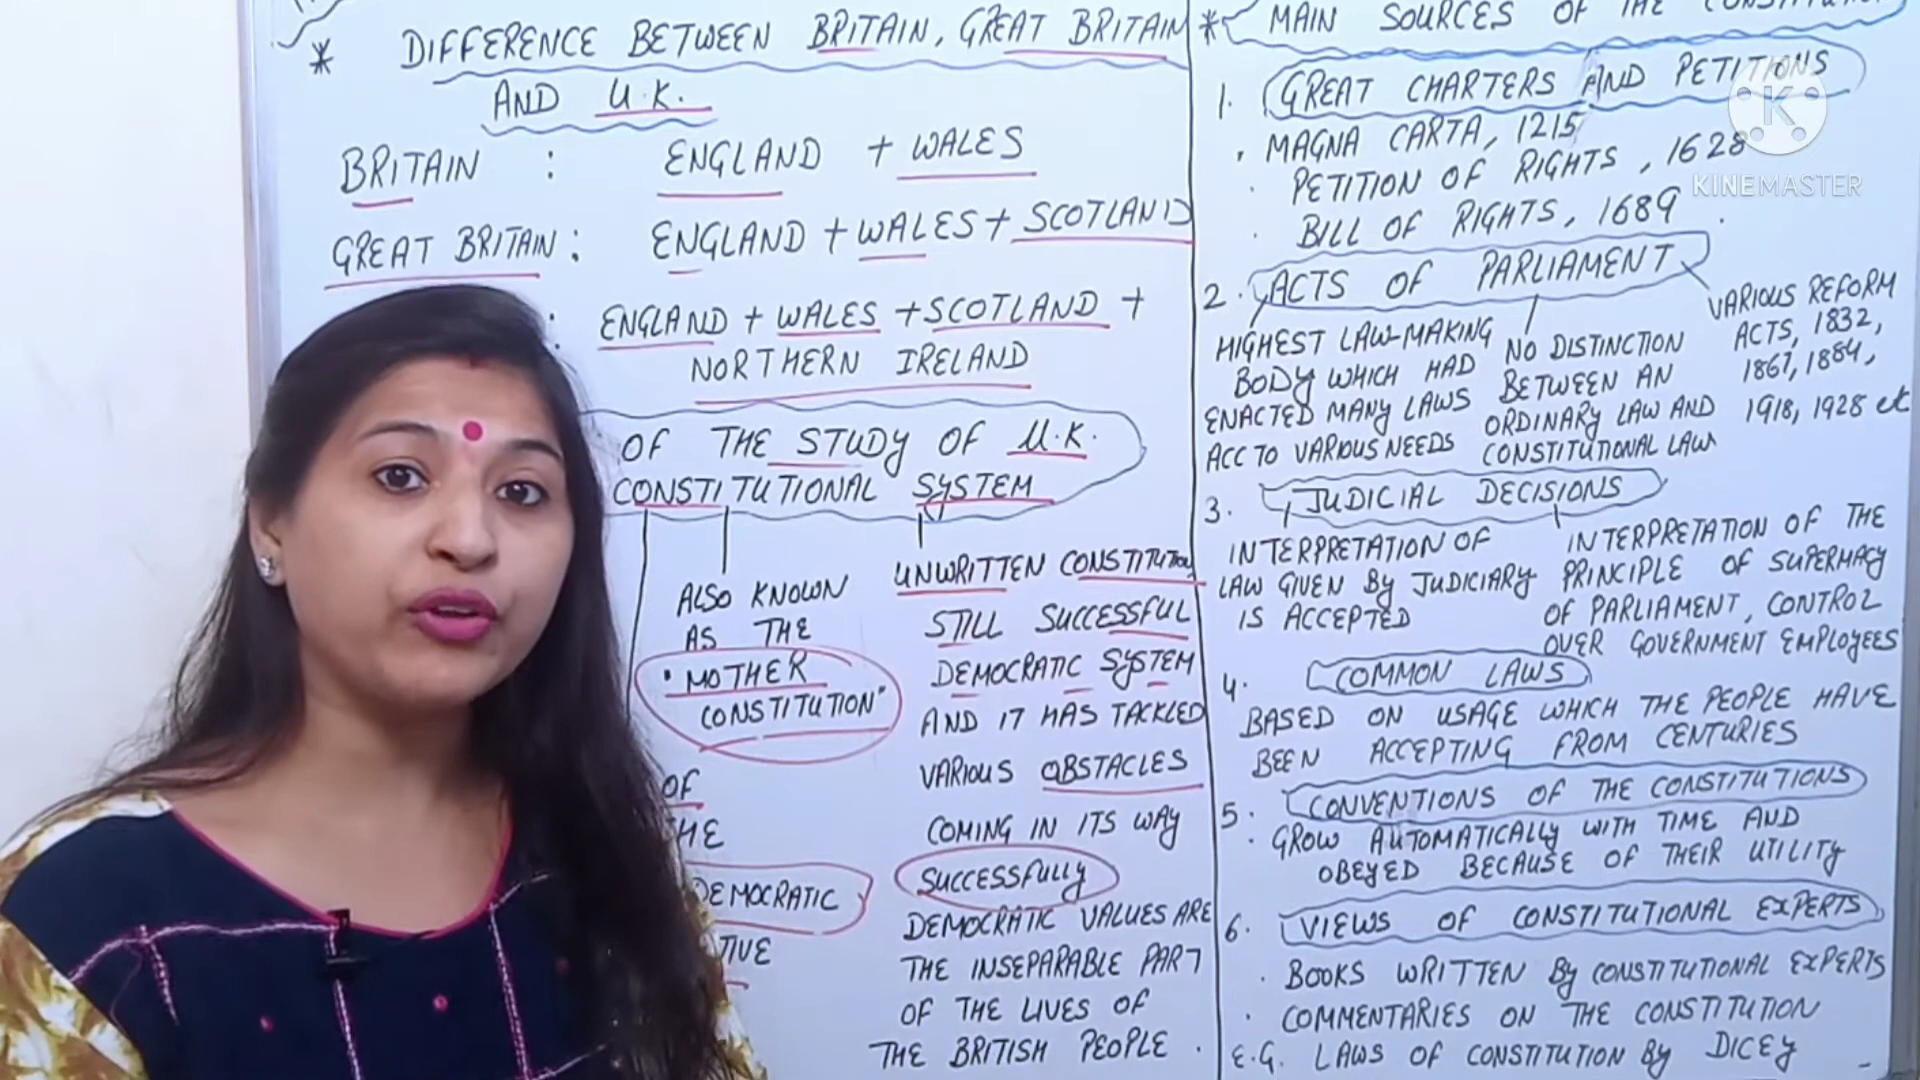 * DIFFERENCE BETWEEN BRITAIN, GREAT BRITAIN
AND U.K.
BRITAIN : ENGLAND + WALES
GREAT BRITAIN : ENGLAND + WALES + SCOTLAND
: ENGLAND + WALES + SCOTLAND +
NORTHERN IRELAND
OF THE STUDY OF U.K.
CONSTITUTIONAL SYSTEM
ALSO KNOWN
AS THE
"MOTHER
CONSTITUTION"
OF
DEMOCRATIC
UNWRITTEN CONSTITUTION
STILL SUCCESSFUL
DEMOCRATIC SYSTEM
AND IT HAS TACKLED
VARIOUS OBSTACLES
COMING IN ITS WAY
SUCCESSFULLY
DEMOCRATIC VALUES ARE
THE INSEPARABLE PART
OF THE LIVES OF
THE BRITISH PEOPLE.
* MAIN SOURCES OF THE
1. GREAT CHARTERS AND PETITIONS
. MAGNA CARTA, 1215
. PETITION OF RIGHTS, 1628
. BILL OF RIGHTS, 1689.
2. ACTS OF PARLIAMENT
HIGHEST LAW-MAKING
BODY WHICH HAD
ENACTED MANY LAWS
ACC TO VARIOUS NEEDS
NO DISTINCTION
BETWEEN AN
ORDINARY LAW AND
CONSTITUTIONAL LAW
VARIOUS REFORM
ACTS, 1832,
1867, 1884,
1918, 1928 etc
3. JUDICIAL DECISIONS
INTERPRETATION OF
LAW GIVEN BY JUDICIARY
IS ACCEPTED
INTERPRETATION OF THE
PRINCIPLE OF SUPERMACY
OF PARLIAMENT, CONTROL
OVER GOVERNMENT EMPLOYEES
4. COMMON LAWS
BASED ON USAGE WHICH THE PEOPLE HAVE
BEEN ACCEPTING FROM CENTURIES
5. CONVENTIONS OF THE CONSTITUTIONS
. GROW AUTOMATICALLY WITH TIME AND
OBEYED BECAUSE OF THEIR UTILITY
6. VIEWS OF CONSTITUTIONAL EXPERTS
. BOOKS WRITTEN BY CONSTITUTIONAL EXPERTS
. COMMENTARIES ON THE CONSTITUTION
E.G. LAWS OF CONSTITUTION BY DICEY
K
KINEMASTER